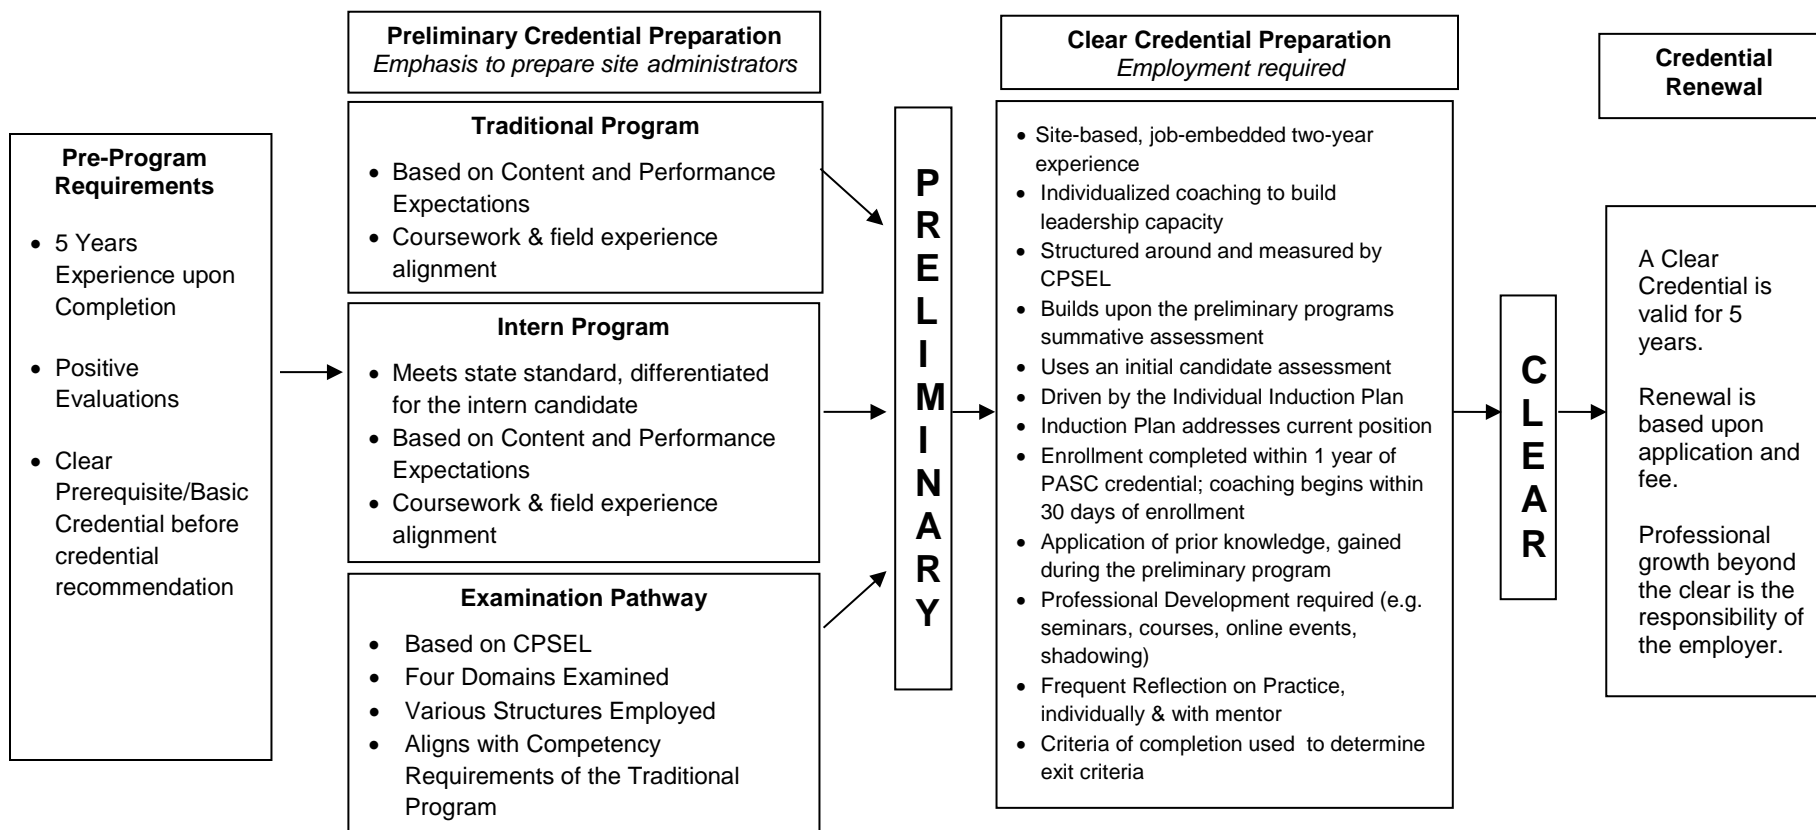 Pre-Program
Requirements
• 5 Years
Experience upon
Completion
• Positive
Evaluations
• Clear
Prerequisite/Basic
Credential before
credential
recommendation
Preliminary Credential Preparation
Emphasis to prepare site administrators
Traditional Program
• Based on Content and Performance
Expectations
• Coursework & field experience
alignment
Intern Program
• Meets state standard, differentiated
for the intern candidate
• Based on Content and Performance
Expectations
• Coursework & field experience
alignment
Examination Pathway
• Based on CPSEL
• Four Domains Examined
• Various Structures Employed
• Aligns with Competency
Requirements of the Traditional
Program
PRELIMINARY
Clear Credential Preparation
Employment required
• Site-based, job-embedded two-year
experience
• Individualized coaching to build
leadership capacity
• Structured around and measured by
CPSEL
• Builds upon the preliminary programs
summative assessment
• Uses an initial candidate assessment
• Driven by the Individual Induction Plan
• Induction Plan addresses current position
• Enrollment completed within 1 year of
PASC credential; coaching begins within
30 days of enrollment
• Application of prior knowledge, gained
during the preliminary program
• Professional Development required (e.g.
seminars, courses, online events,
shadowing)
• Frequent Reflection on Practice,
individually & with mentor
• Criteria of completion used to determine
exit criteria
CLEAR
Credential
Renewal
A Clear
Credential is
valid for 5
years.
Renewal is
based upon
application and
fee.
Professional
growth beyond
the clear is the
responsibility of
the employer.